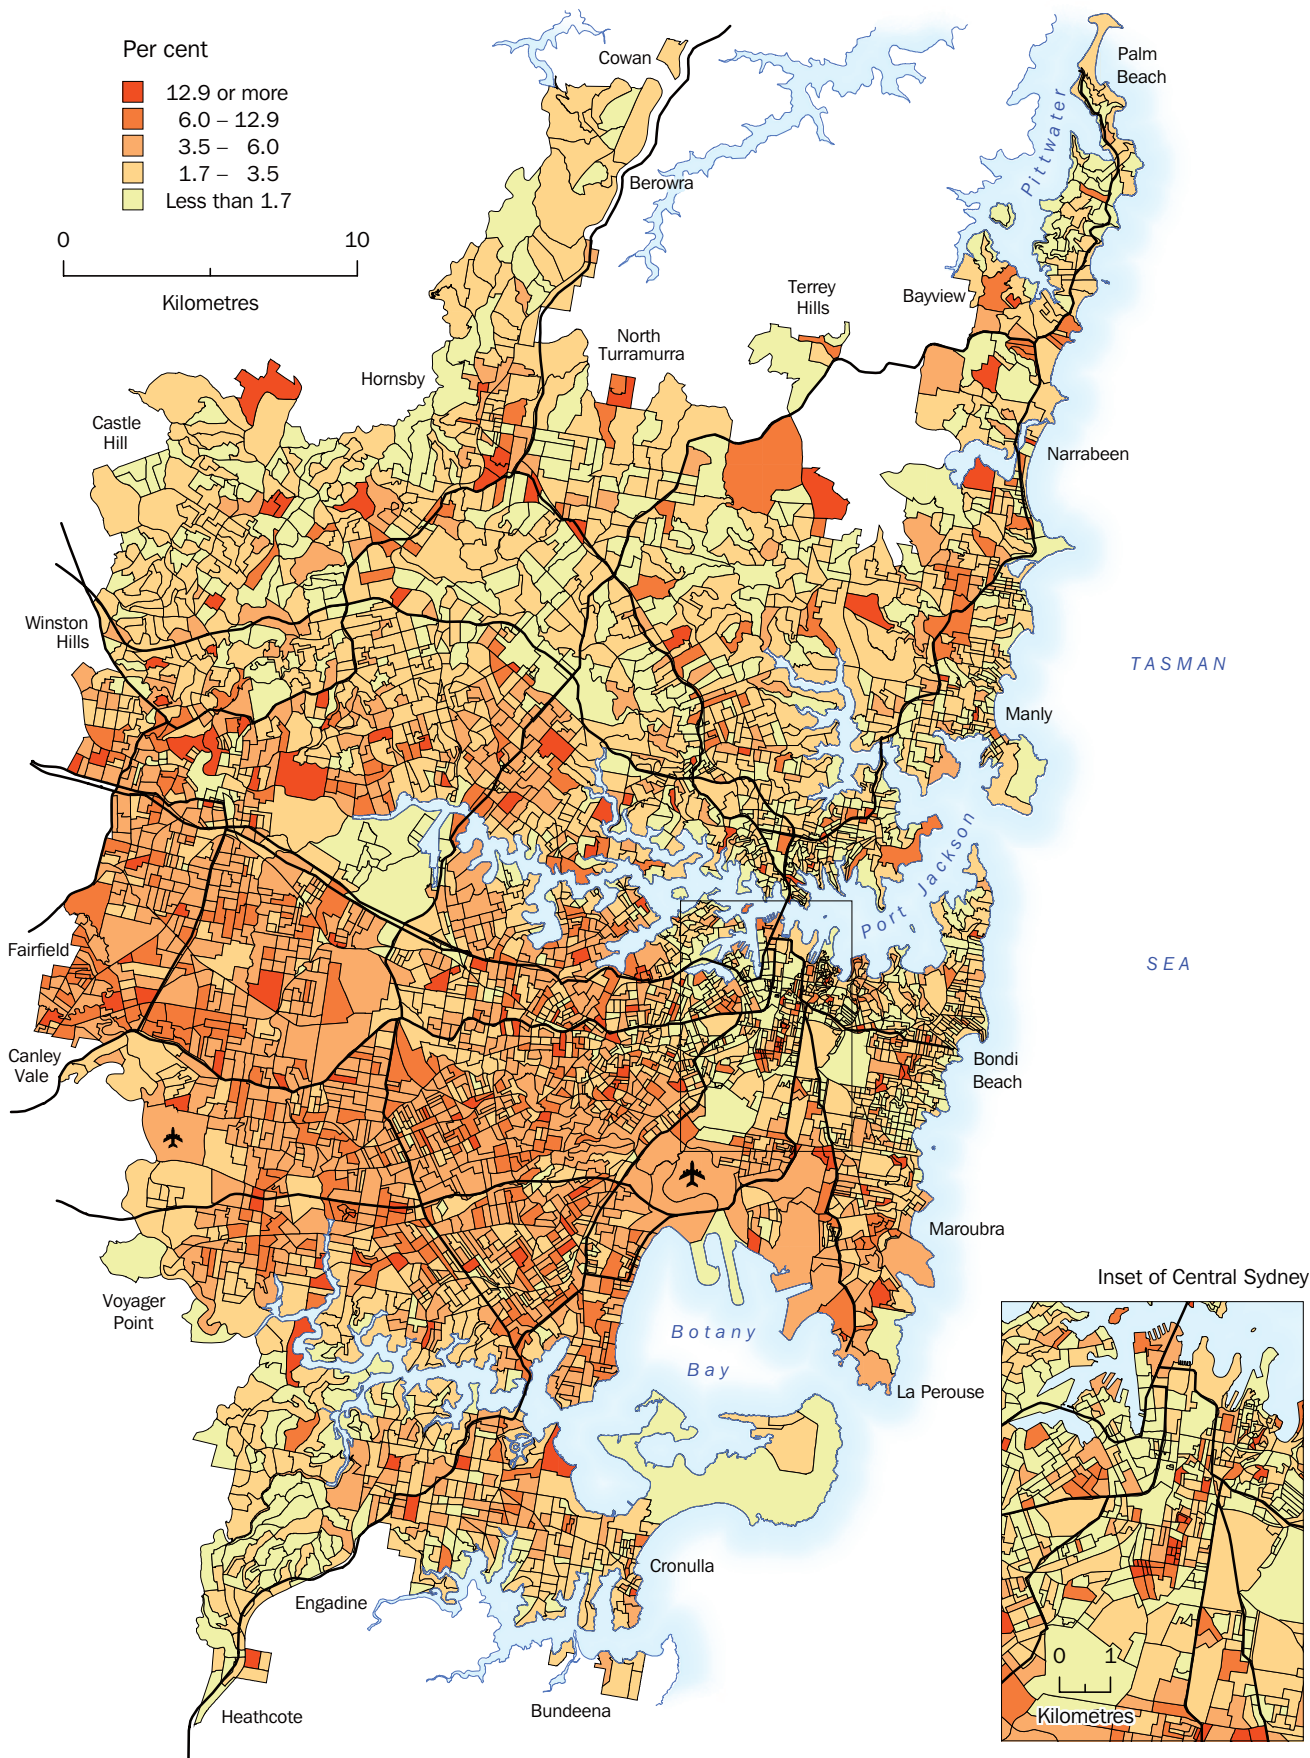 Per cent
12.9 or more
6.0 – 12.9
3.5 – 6.0
1.7 – 3.5
Less than 1.7
0 10
Kilometres
Cowan
Palm
Beach
Pittwater
Berowra
Terrey
Hills
Bayview
North
Turramurra
Hornsby
Castle
Hill
Narrabeen
Winston
Hills
TASMAN
Manly
Port Jackson
Fairfield
SEA
Canley
Vale
Bondi
Beach
Maroubra
Voyager
Point
Botany
Bay
La Perouse
Cronulla
Engadine
Bundeena
Heathcote
Inset of Central Sydney
0 1
Kilometres